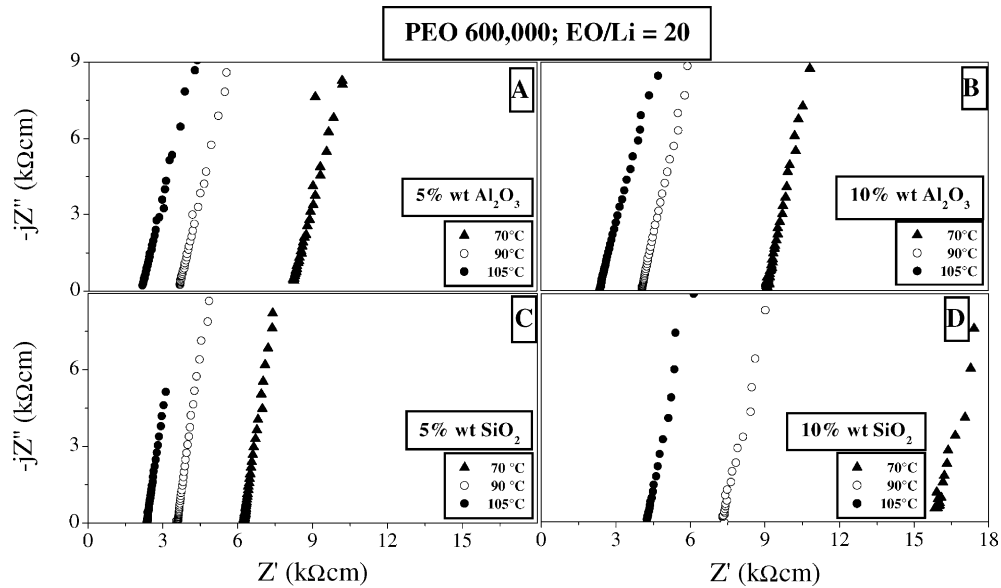 PEO 600,000; EO/Li = 20
9
6
3
0
-jZ'' (kΩcm)
A
5% wt Al₂O₃
70°C
90°C
105°C
B
10% wt Al₂O₃
70°C
90°C
105°C
6
3
0
-jZ'' (kΩcm)
C
5% wt SiO₂
70 °C
90 °C
105°C
D
10% wt SiO₂
70°C
90°C
105°C
0 3 6 9 12 15 0 3 6 9 12 15 18
Z' (kΩcm) Z' (kΩcm)